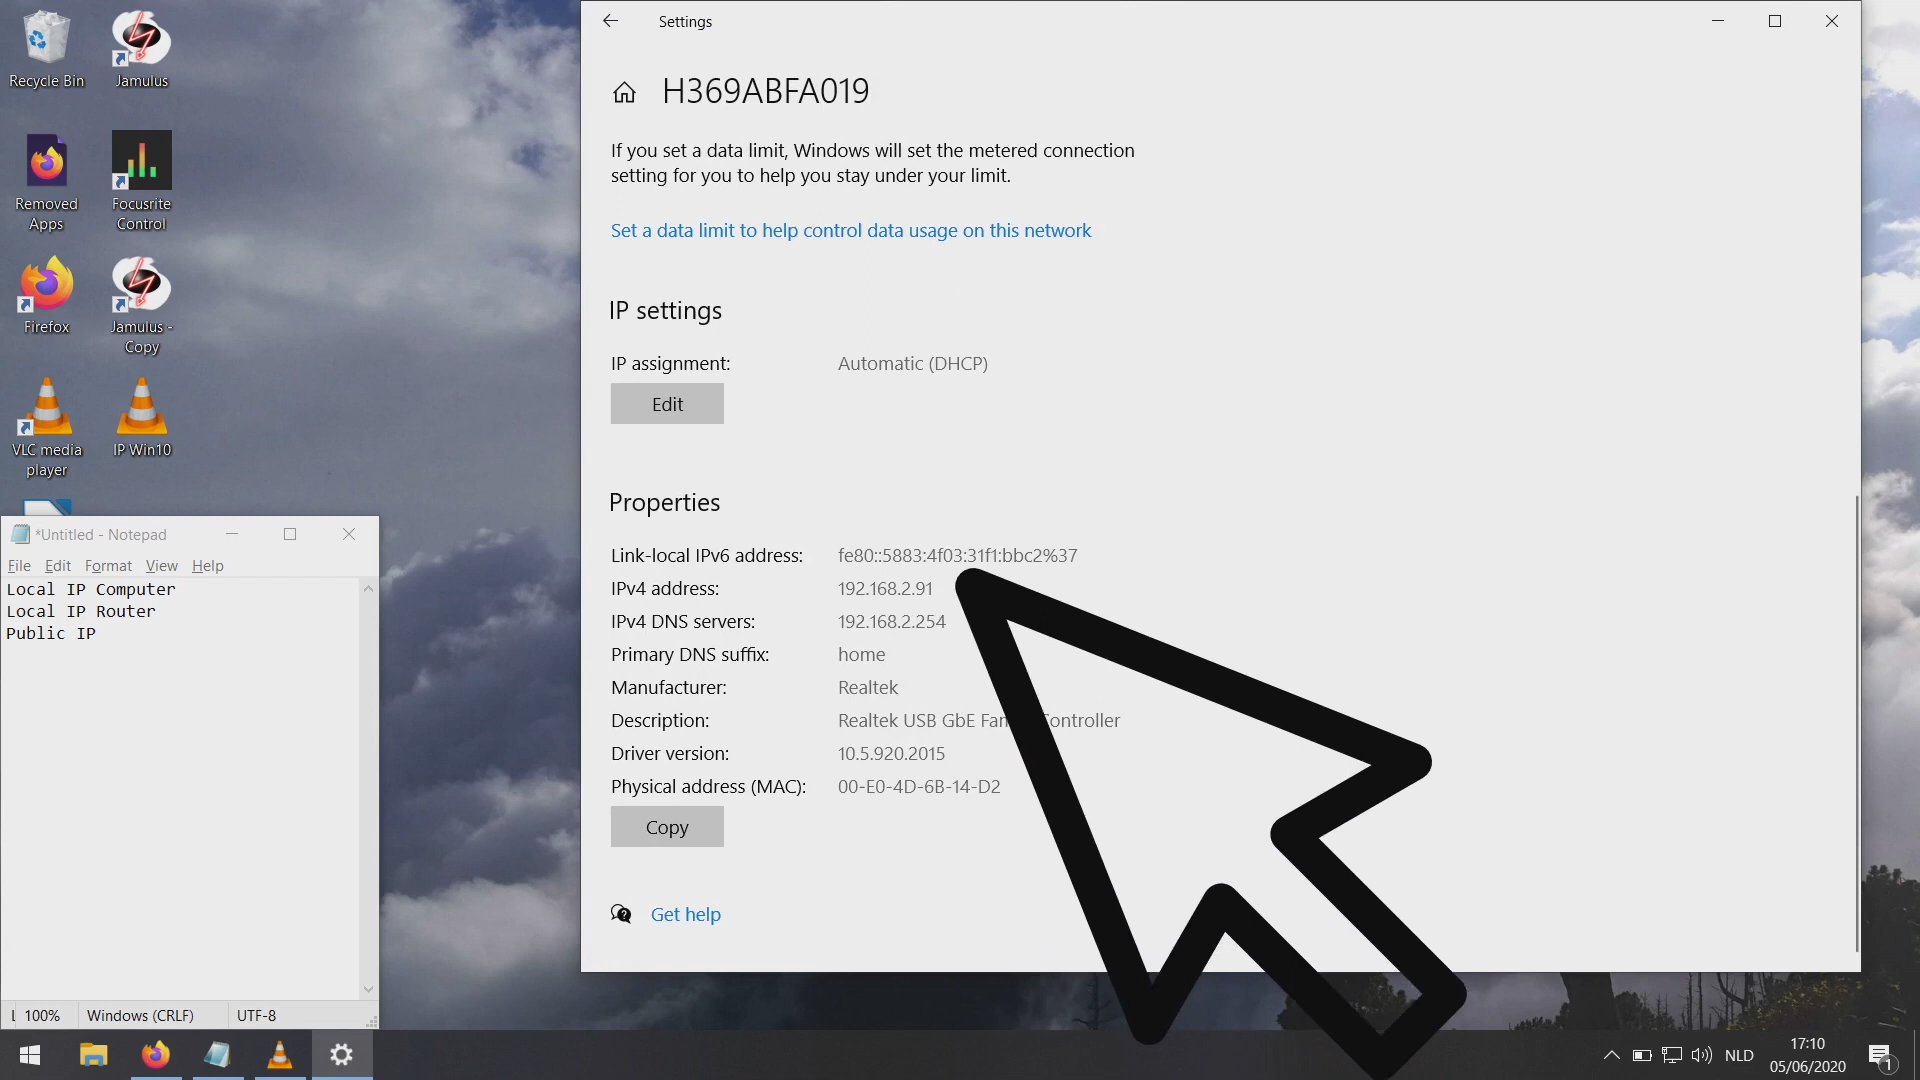 Recycle Bin
Jamulus
Removed
Apps
Focusrite
Control
Firefox
Jamulus -
Copy
VLC media
player
IP Win10
*Untitled - Notepad
File Edit Format View Help
Local IP Computer
Local IP Router
Public IP
100% Windows (CRLF) UTF-8
Settings
H369ABFA019
If you set a data limit, Windows will set the metered connection
setting for you to help you stay under your limit.
Set a data limit to help control data usage on this network
IP settings
IP assignment: Automatic (DHCP)
Edit
Properties
Link-local IPv6 address: fe80::5883:4f03:31f1:bbc2%37
IPv4 address: 192.168.2.91
IPv4 DNS servers: 192.168.2.254
Primary DNS suffix: home
Manufacturer: Realtek
Description: Realtek USB GbE
Driver version: 10.5.920.2015
Physical address (MAC): 00-E0-4D-6B-14-D2
Copy
Get help
NLD
17:10
05/06/2020
1